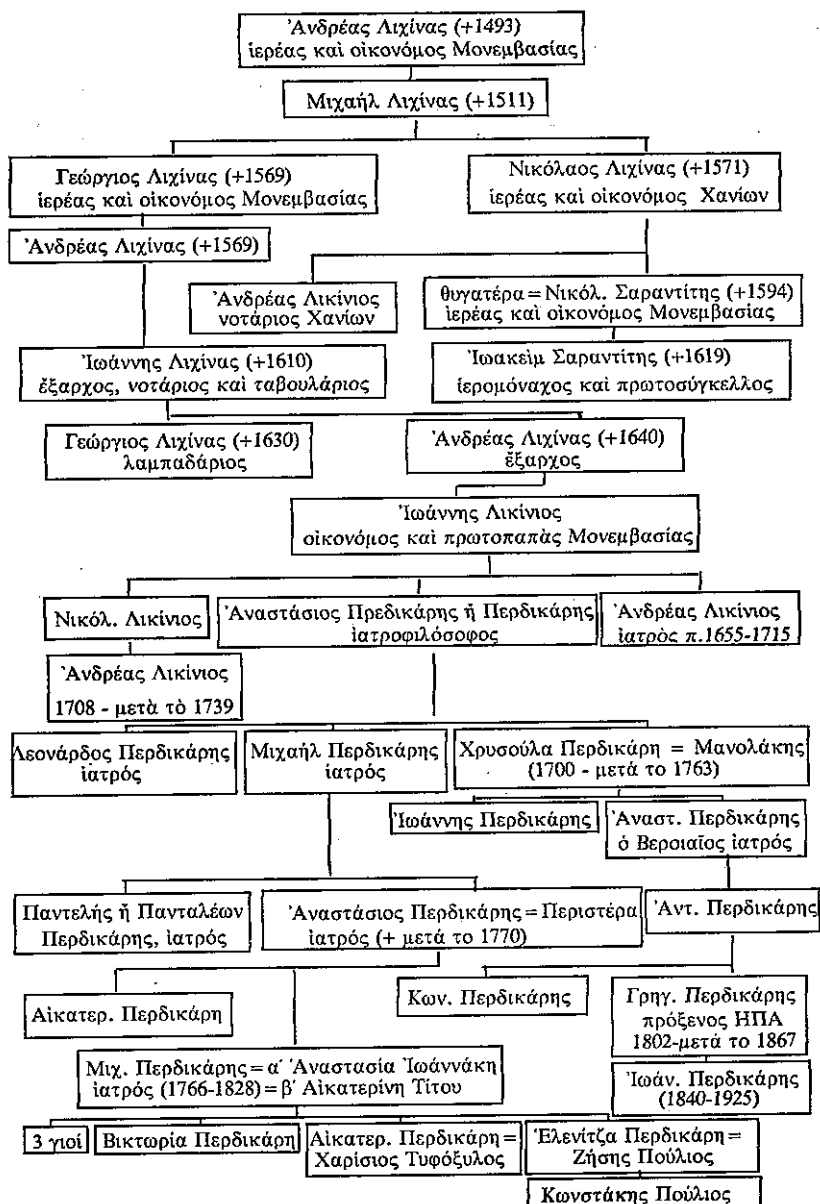 Ἀνδρέας Λιχίνας (+1493)
ἱερέας καὶ οἰκονόμος Μονεμβασίας
Μιχαήλ Λιχίνας (+1511)
Γεώργιος Λιχίνας (+1569)
ἱερέας καὶ οἰκονόμος Μονεμβασίας
Νικόλαος Λιχίνας (+1571)
ἱερέας καὶ οἰκονόμος Χανίων
Ἀνδρέας Λιχίνας (+1569)
Ἀνδρέας Λικίνιος
νοτάριος Χανίων
θυγατέρα = Νικόλ. Σαραντίτης (+1594)
ἱερέας καὶ οἰκονόμος Μονεμβασίας
Ἰωάννης Λιχίνας (+1610)
ἔξαρχος, νοτάριος καὶ ταβουλάριος
Ἰωακεὶμ Σαραντίτης (+1619)
ἱερομόναχος καὶ πρωτοσύγκελλος
Γεώργιος Λιχίνας (+1630)
λαμπαδάριος
Ἀνδρέας Λιχίνας (+1640)
ἔξαρχος
Ἰωάννης Λικίνιος
οἰκονόμος καὶ πρωτοπαπὰς Μονεμβασίας
Νικόλ. Λικίνιος
Ἀναστάσιος Πρεδικάρης ἤ Περδικάρης
ἰατροφιλόσοφος
Ἀνδρέας Λικίνιος
ἰατρὸς π.1655-1715
Ἀνδρέας Λικίνιος
1708 - μετὰ τὸ 1739
Λεονάρδος Περδικάρης
ἰατρός
Μιχαήλ Περδικάρης
ἰατρός
Χρυσούλα Περδικάρη = Μανολάκης
(1700 - μετά το 1763)
Ἰωάννης Περδικάρης
Ἀναστ. Περδικάρης
ὁ Βεροιαῖος ἰατρός
Παντελής ἤ Πανταλέων
Περδικάρης, ἰατρός
Ἀναστάσιος Περδικάρης = Περιστέρα
ἰατρός (+ μετά το 1770)
Ἀντ. Περδικάρης
Αἰκατερ. Περδικάρη
Κων. Περδικάρης
Γρηγ. Περδικάρης
πρόξενος ΗΠΑ
1802-μετά το 1867
Μιχ. Περδικάρης = α΄ Ἀναστασία Ἰωάννάκη
ἰατρός (1766-1828) = β΄ Αἰκατερίνη Τίτου
Ἰωάν. Περδικάρης
(1840-1925)
3 γιοί
Βικτωρία Περδικάρη
Αἰκατερ. Περδικάρη =
Χαρίσιος Τυφόξυλος
Ἑλενίτζα Περδικάρη =
Ζήσης Πούλιος
Κωνστάκης Πούλιος